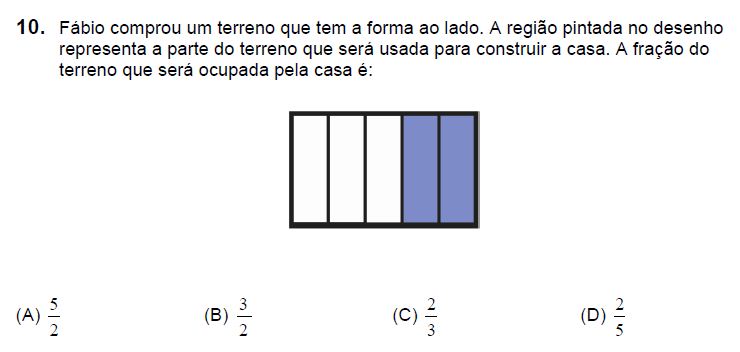 10. Fábio comprou um terreno que tem a forma ao lado. A região pintada no desenho
representa a parte do terreno que será usada para construir a casa. A fração do
terreno que será ocupada pela casa é:
(A) 5/2 (B) 3/2 (C) 2/3 (D) 2/5